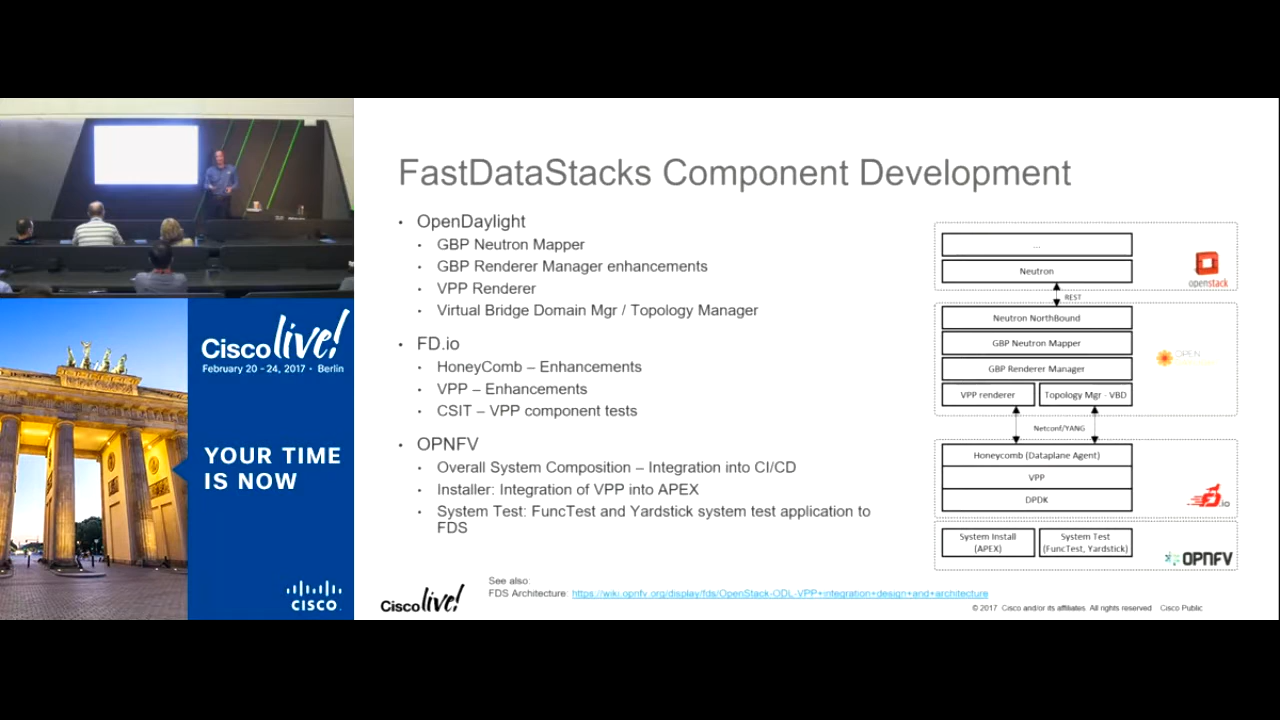 FastDataStacks Component Development
• OpenDaylight
• GBP Neutron Mapper
• GBP Renderer Manager enhancements
• VPP Renderer
• Virtual Bridge Domain Mgr / Topology Manager
• FD.io
• HoneyComb – Enhancements
• VPP – Enhancements
• CSIT – VPP component tests
• OPNFV
• Overall System Composition – Integration into CI/CD
• Installer: Integration of VPP into APEX
• System Test: FuncTest and Yardstick system test application to
FDS
...
Neutron
openstack
REST
Neutron NorthBound
GBP Neutron Mapper
GBP Renderer Manager
OPEN
VPP renderer
Topology Mgr - VBD
Netconf/YANG
Honeycomb (Dataplane Agent)
VPP
DPDK
.io
System Install
(APEX)
System Test
(FuncTest, Yardstick)
OPNFV
See also:
FDS Architecture: https://wiki.opnfv.org/display/fds/OpenStack-ODL-VPP+integration+design+and+architecture
Cisco live!
© 2017 Cisco and/or its affiliates. All rights reserved Cisco Public
Cisco live!
February 20 - 24, 2017 · Berlin
YOUR TIME
IS NOW
CISCO